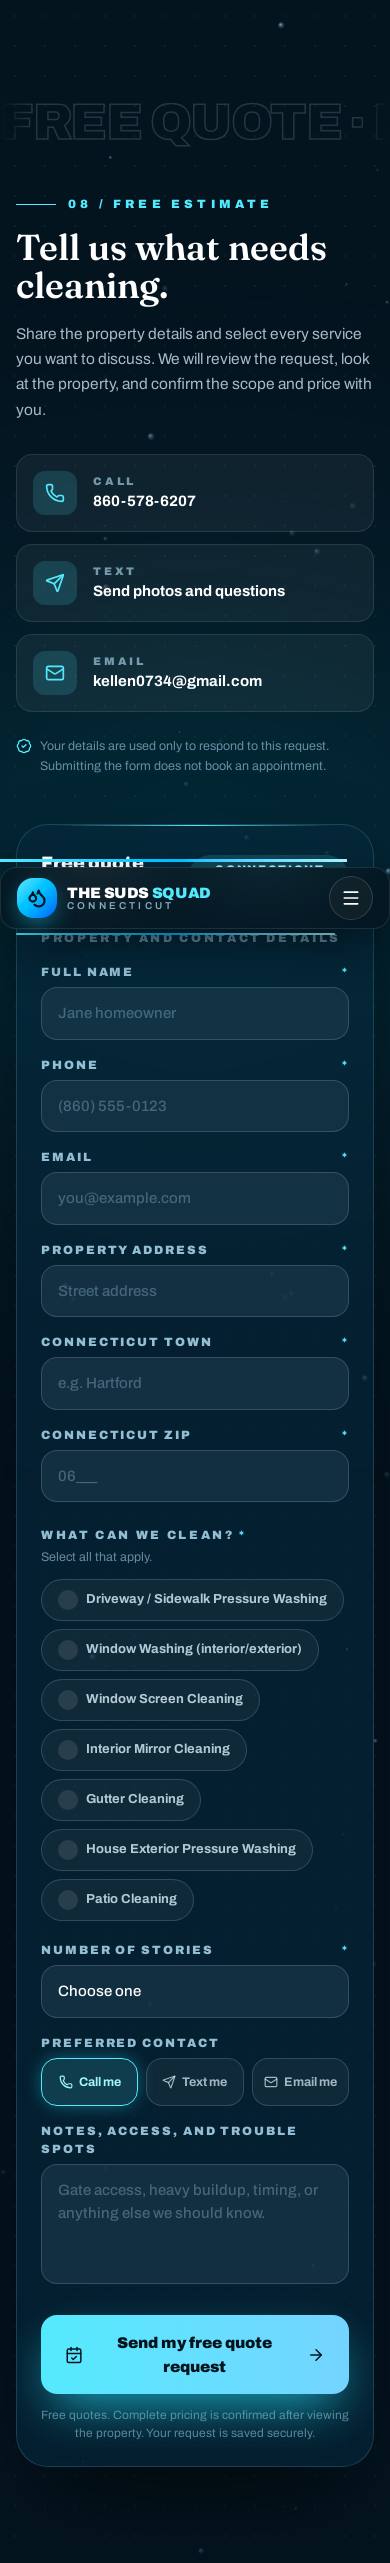 FREE QUOTE ·
08 / FREE ESTIMATE
Tell us what needs
cleaning.
Share the property details and select every service
you want to discuss. We will review the request, look
at the property, and confirm the scope and price with
you.
CALL
860-578-6207
TEXT
Send photos and questions
EMAIL
kellen0734@gmail.com
Your details are used only to respond to this request.
Submitting the form does not book an appointment.
Free quote
CONNECTICUT
THE SUDS SQUAD
CONNECTICUT
PROPERTY AND CONTACT DETAILS
FULL NAME *
Jane homeowner
PHONE *
(860) 555-0123
EMAIL *
you@example.com
PROPERTY ADDRESS *
Street address
CONNECTICUT TOWN *
e.g. Hartford
CONNECTICUT ZIP *
06___
WHAT CAN WE CLEAN? *
Select all that apply.
Driveway / Sidewalk Pressure Washing
Window Washing (interior/exterior)
Window Screen Cleaning
Interior Mirror Cleaning
Gutter Cleaning
House Exterior Pressure Washing
Patio Cleaning
NUMBER OF STORIES *
Choose one
PREFERRED CONTACT
Call me Text me Email me
NOTES, ACCESS, AND TROUBLE
SPOTS
Gate access, heavy buildup, timing, or
anything else we should know.
Send my free quote
request
Free quotes. Complete pricing is confirmed after viewing
the property. Your request is saved securely.